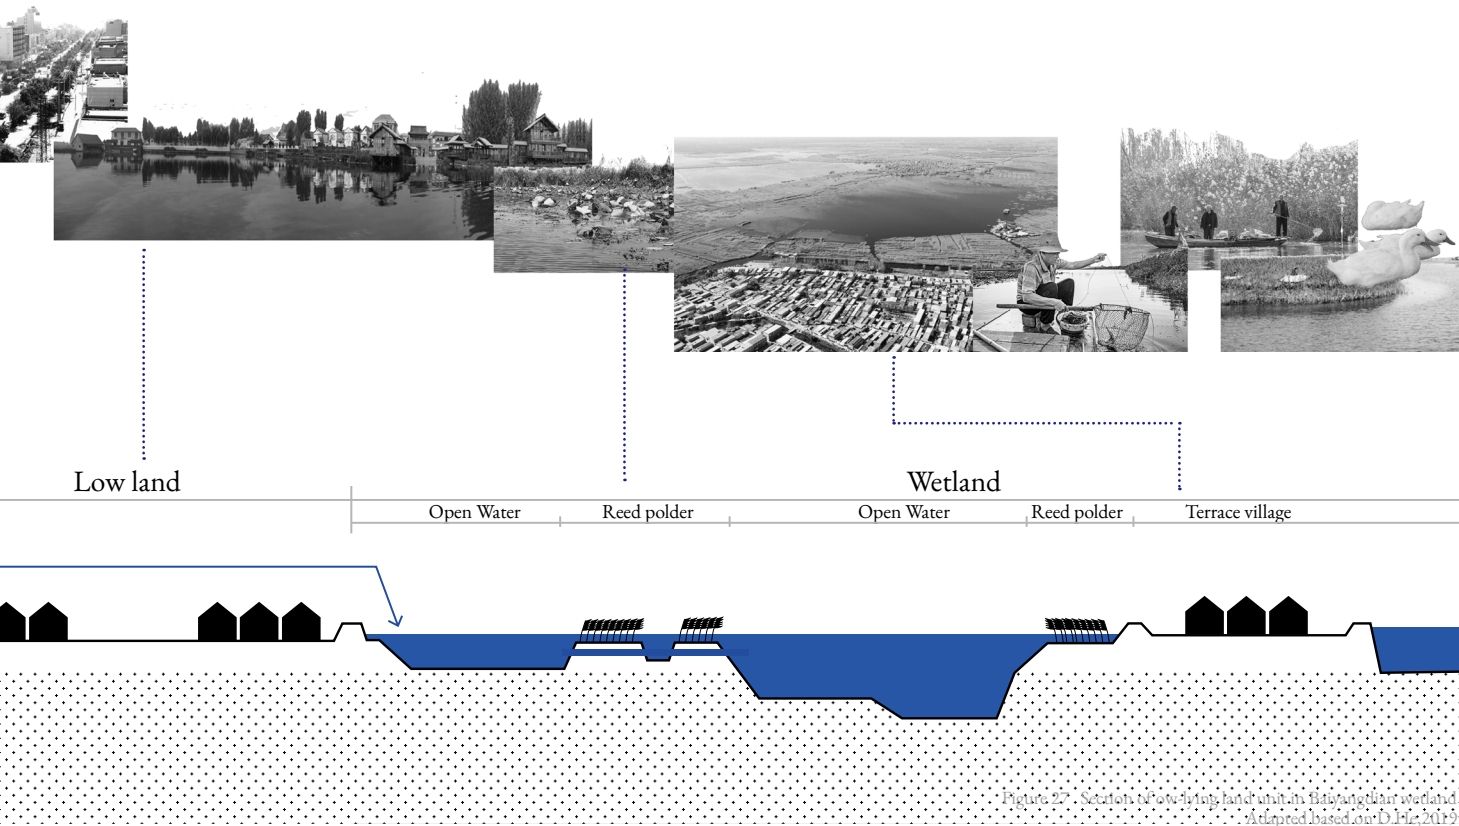 Low land
Wetland
Open Water
Reed polder
Open Water
Reed polder
Terrace village
Figure 27 Section of ow-lying land unit in Baiyangdian wetland
Adapted based on D.He,2019